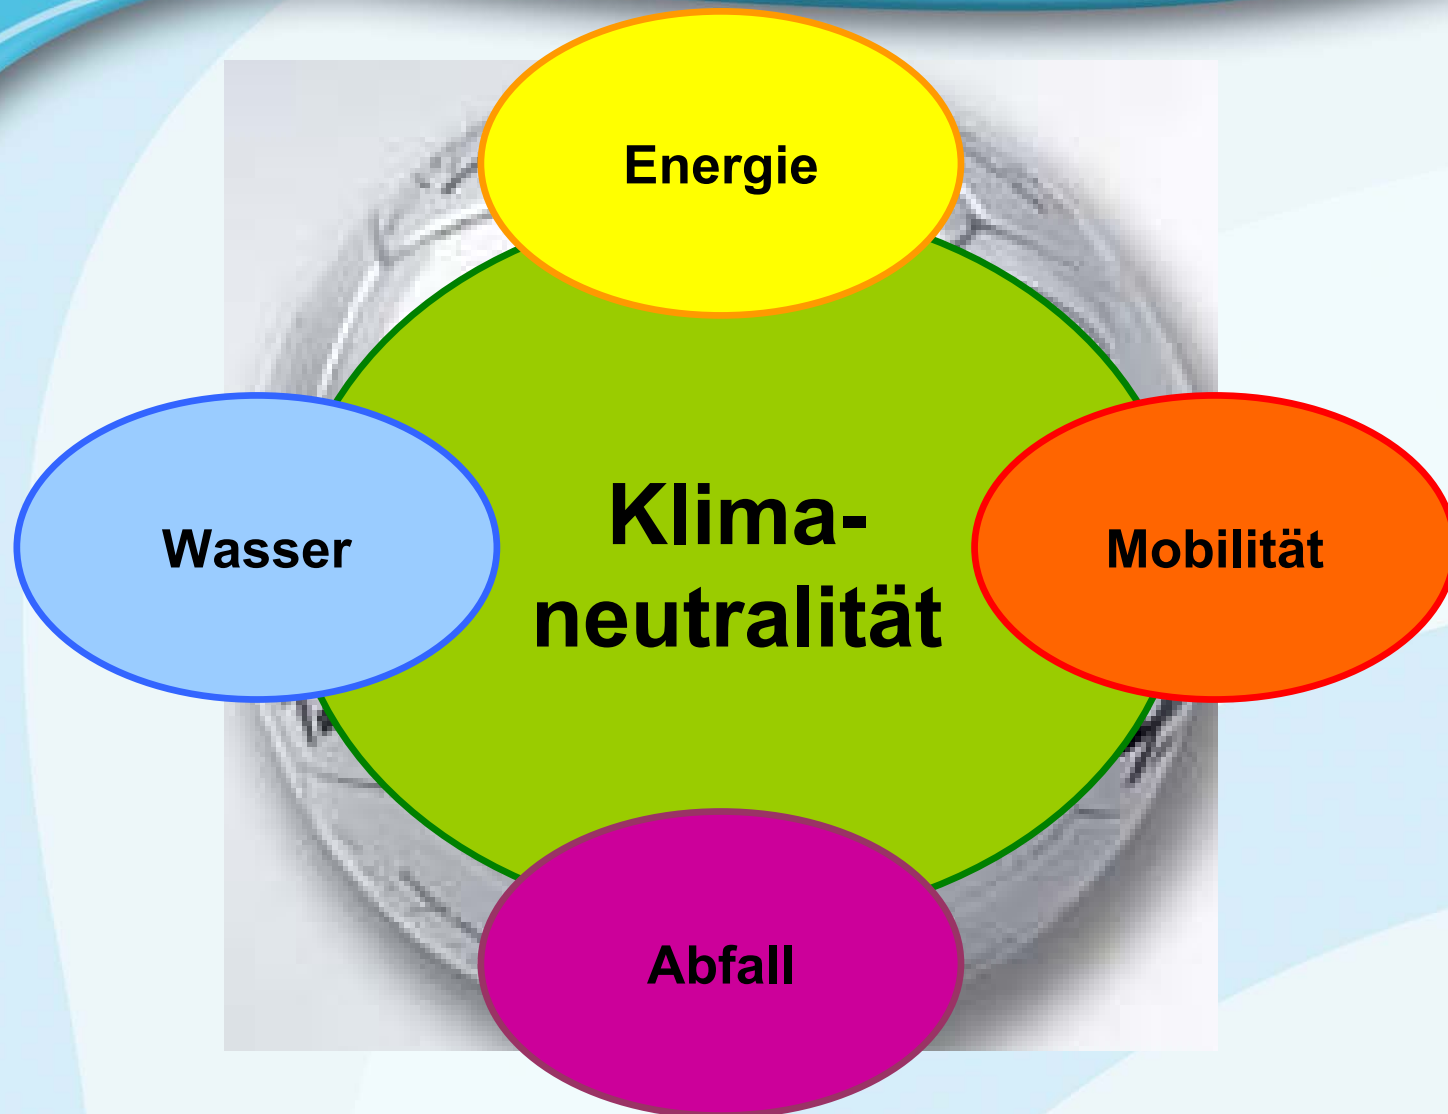 Energie
Wasser
Klima-
neutralität
Mobilität
Abfall